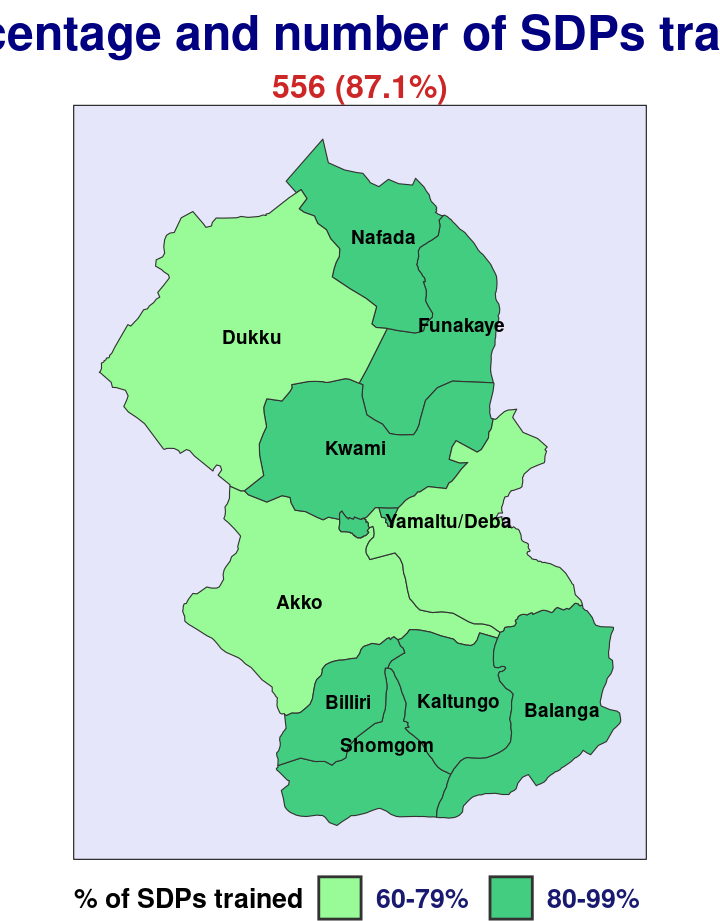 centage and number of SDPs tra
556 (87.1%)
Nafada
Funakaye
Dukku
Kwami
Yamaltu/Deba
Akko
Billiri
Kaltungo
Balanga
Shomgom
% of SDPs trained 60-79% 80-99%